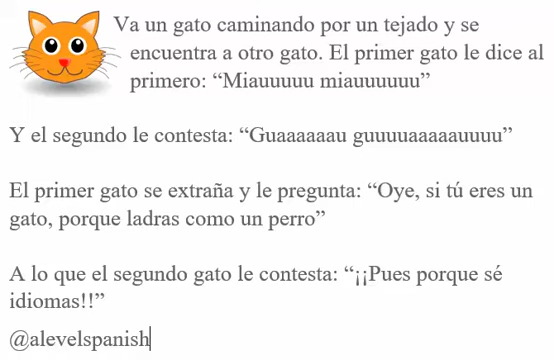 Va un gato caminando por un tejado y se
encuentra a otro gato. El primer gato le dice al
primero: “Miauuuuu miauuuuuu”
Y el segundo le contesta: “Guaaaaaau guuuuaaaaauuuu”
El primer gato se extraña y le pregunta: “Oye, si tú eres un
gato, porque ladras como un perro”
A lo que el segundo gato le contesta: “¡¡Pues porque sé
idiomas!!”
@alevelspanish